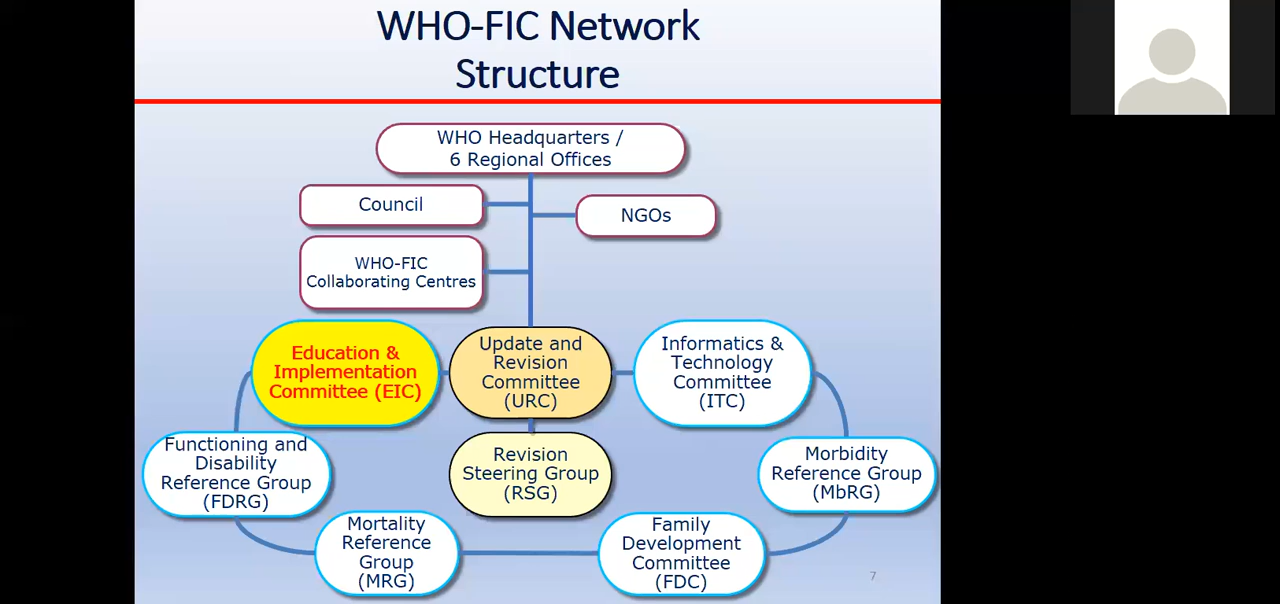 WHO-FIC Network
Structure
WHO Headquarters /
6 Regional Offices
Council
NGOs
WHO-FIC
Collaborating Centres
Education &
Implementation
Committee (EIC)
Update and
Revision
Committee
(URC)
Informatics &
Technology
Committee
(ITC)
Functioning and
Disability
Reference Group
(FDRG)
Revision
Steering Group
(RSG)
Morbidity
Reference Group
(MbRG)
Mortality
Reference
Group
(MRG)
Family
Development
Committee
(FDC)
7